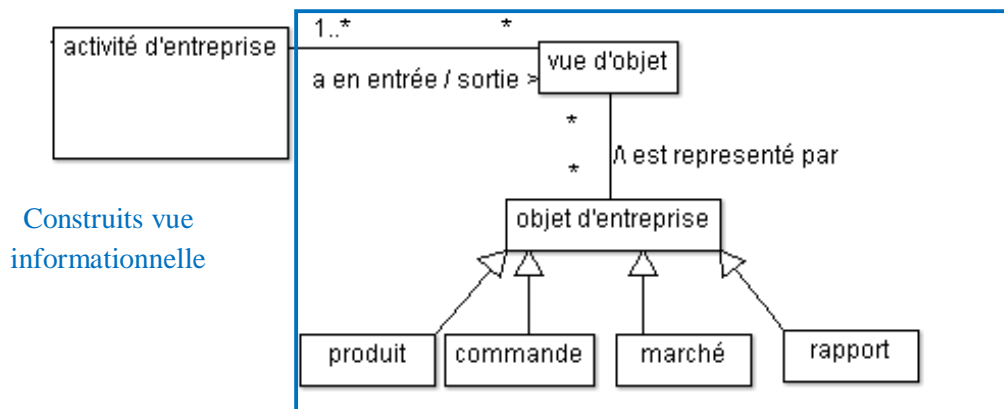 1..* *
activité d'entreprise
vue d'objet
a en entrée / sortie >
*
Λ est representé par
*
Construits vue
informationnelle
objet d'entreprise
produit
commande
marché
rapport